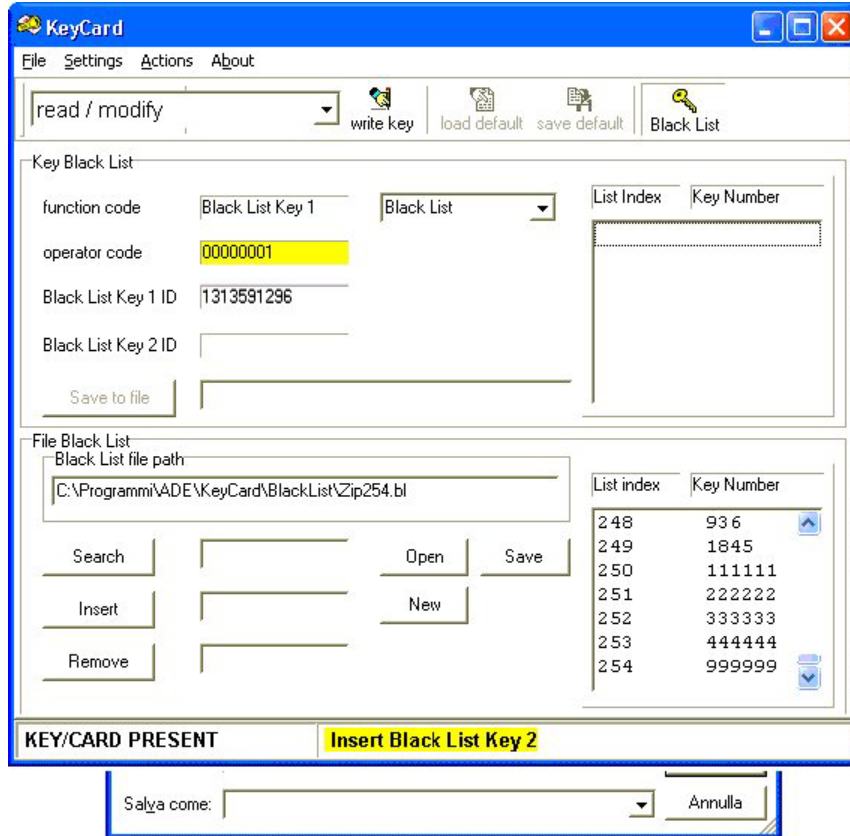 KeyCard
File Settings Actions About
read / modify
write key
load default
save default
Black List
Key Black List
function code
Black List Key 1
Black List
operator code
00000001
Black List Key 1 ID
1313591296
Black List Key 2 ID
Save to file
List Index Key Number
File Black List
Black List file path
C:\Programmi\ADE\KeyCard\BlackList\Zip254.bl
Search
Open
Save
Insert
New
Remove
List index Key Number
248 936
249 1845
250 111111
251 222222
252 333333
253 444444
254 999999
KEY/CARD PRESENT
Insert Black List Key 2
Salva come:
Annulla